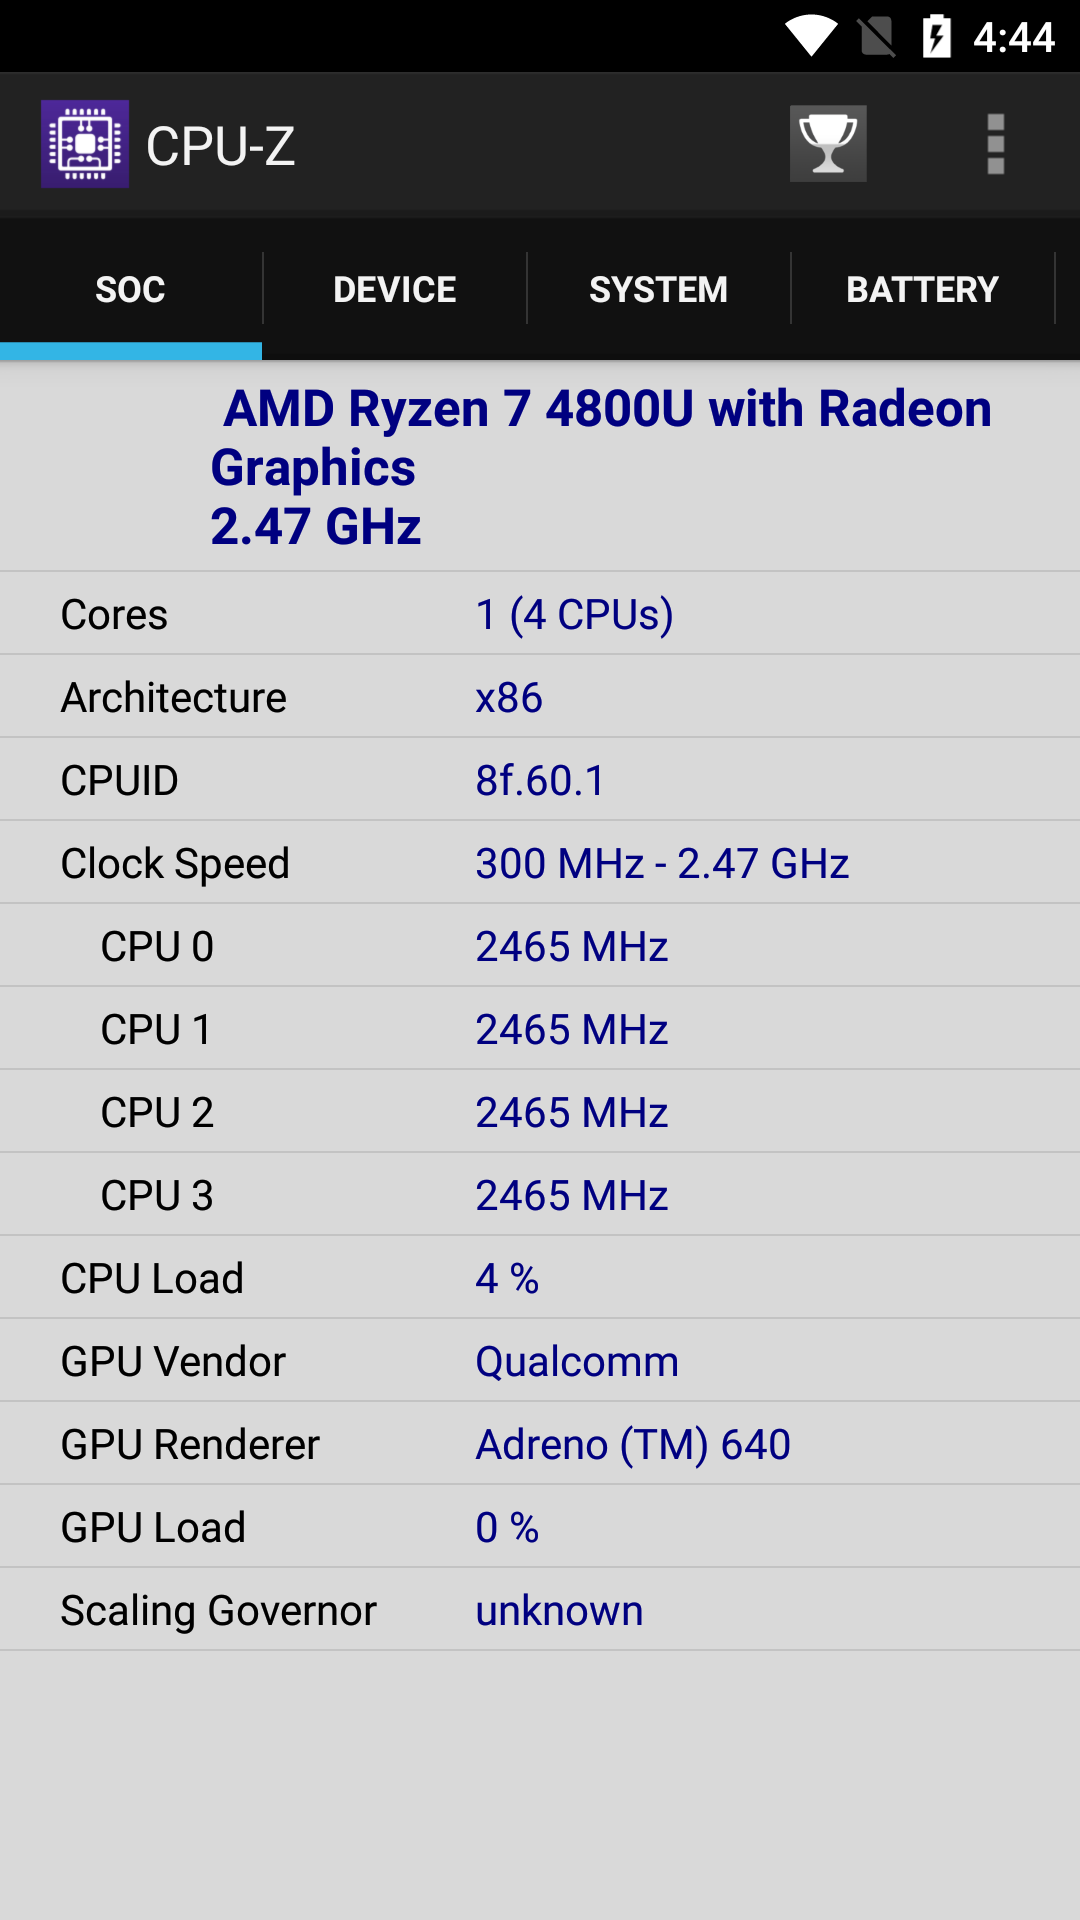 4:44
CPU-Z
SOC DEVICE SYSTEM BATTERY
AMD Ryzen 7 4800U with Radeon
Graphics
2.47 GHz
Cores 1 (4 CPUs)
Architecture x86
CPUID 8f.60.1
Clock Speed 300 MHz - 2.47 GHz
CPU 0 2465 MHz
CPU 1 2465 MHz
CPU 2 2465 MHz
CPU 3 2465 MHz
CPU Load 4 %
GPU Vendor Qualcomm
GPU Renderer Adreno (TM) 640
GPU Load 0 %
Scaling Governor unknown